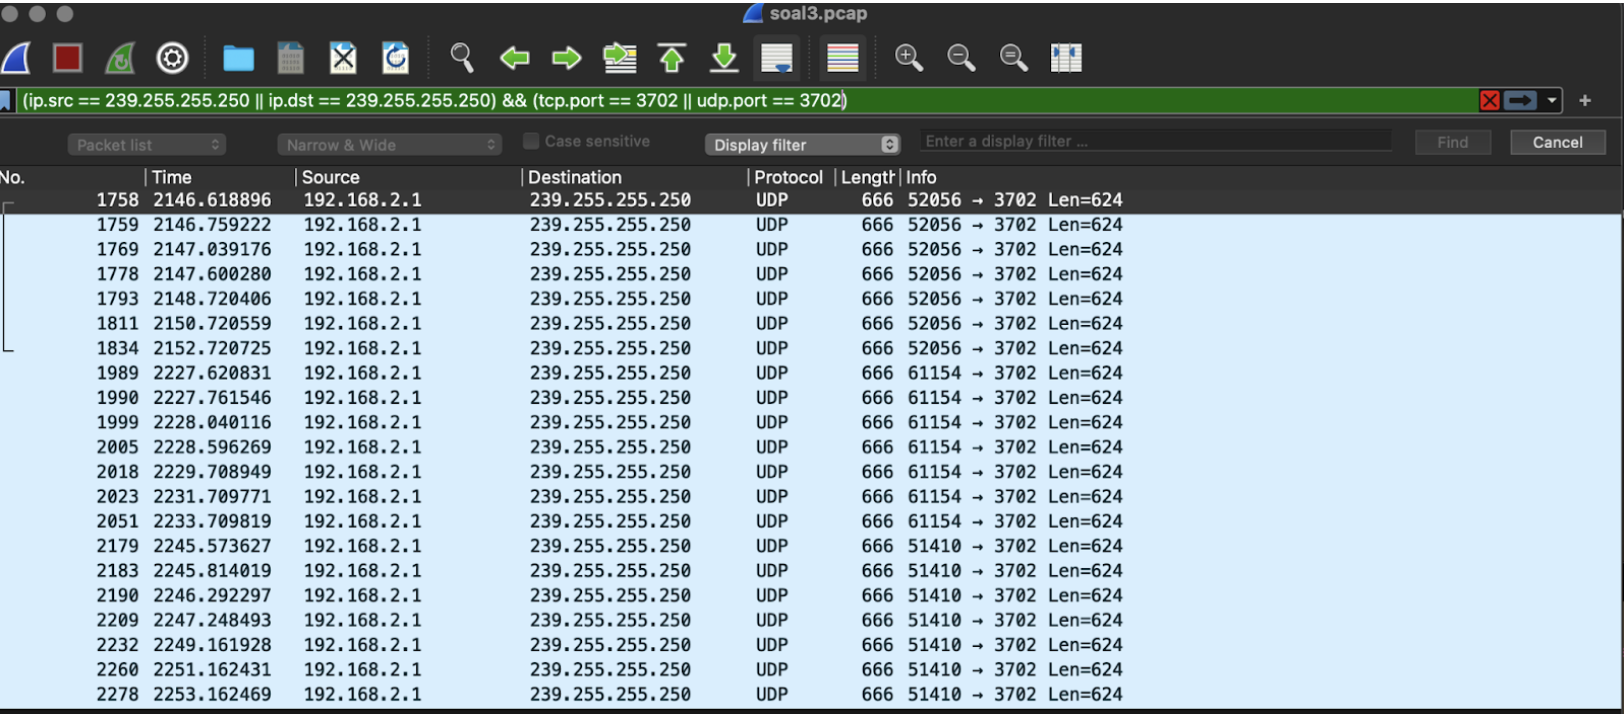 soal3.pcap
(ip.src == 239.255.255.250 || ip.dst == 239.255.255.250) && (tcp.port == 3702 || udp.port == 3702)
Packet list Narrow & Wide Case sensitive Display filter Enter a display filter ... Find Cancel
No. Time Source Destination Protocol Length Info
1758 2146.618896 192.168.2.1 239.255.255.250 UDP 666 52056 → 3702 Len=624
1759 2146.759222 192.168.2.1 239.255.255.250 UDP 666 52056 → 3702 Len=624
1769 2147.039176 192.168.2.1 239.255.255.250 UDP 666 52056 → 3702 Len=624
1778 2147.600280 192.168.2.1 239.255.255.250 UDP 666 52056 → 3702 Len=624
1793 2148.720406 192.168.2.1 239.255.255.250 UDP 666 52056 → 3702 Len=624
1811 2150.720559 192.168.2.1 239.255.255.250 UDP 666 52056 → 3702 Len=624
1834 2152.720725 192.168.2.1 239.255.255.250 UDP 666 52056 → 3702 Len=624
1989 2227.620831 192.168.2.1 239.255.255.250 UDP 666 61154 → 3702 Len=624
1990 2227.761546 192.168.2.1 239.255.255.250 UDP 666 61154 → 3702 Len=624
1999 2228.040116 192.168.2.1 239.255.255.250 UDP 666 61154 → 3702 Len=624
2005 2228.596269 192.168.2.1 239.255.255.250 UDP 666 61154 → 3702 Len=624
2018 2229.708949 192.168.2.1 239.255.255.250 UDP 666 61154 → 3702 Len=624
2023 2231.709771 192.168.2.1 239.255.255.250 UDP 666 61154 → 3702 Len=624
2051 2233.709819 192.168.2.1 239.255.255.250 UDP 666 61154 → 3702 Len=624
2179 2245.573627 192.168.2.1 239.255.255.250 UDP 666 51410 → 3702 Len=624
2183 2245.814019 192.168.2.1 239.255.255.250 UDP 666 51410 → 3702 Len=624
2190 2246.292297 192.168.2.1 239.255.255.250 UDP 666 51410 → 3702 Len=624
2209 2247.248493 192.168.2.1 239.255.255.250 UDP 666 51410 → 3702 Len=624
2232 2249.161928 192.168.2.1 239.255.255.250 UDP 666 51410 → 3702 Len=624
2260 2251.162431 192.168.2.1 239.255.255.250 UDP 666 51410 → 3702 Len=624
2278 2253.162469 192.168.2.1 239.255.255.250 UDP 666 51410 → 3702 Len=624